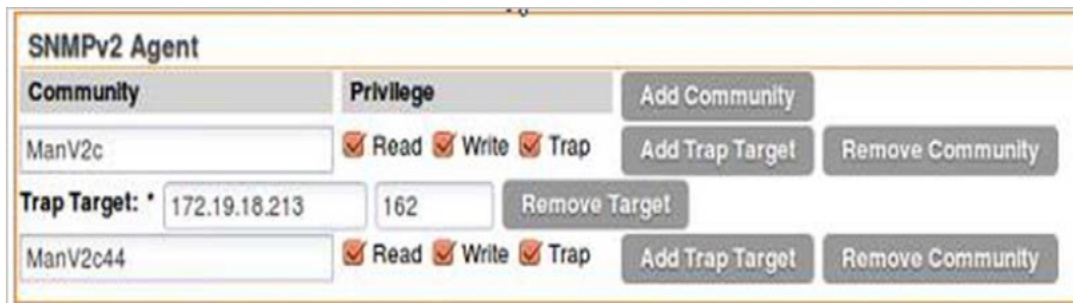 SNMPv2 Agent
Community Privilege Add Community
ManV2c Read Write Trap Add Trap Target Remove Community
Trap Target: * 172.19.18.213 162 Remove Target
ManV2c44 Read Write Trap Add Trap Target Remove Community